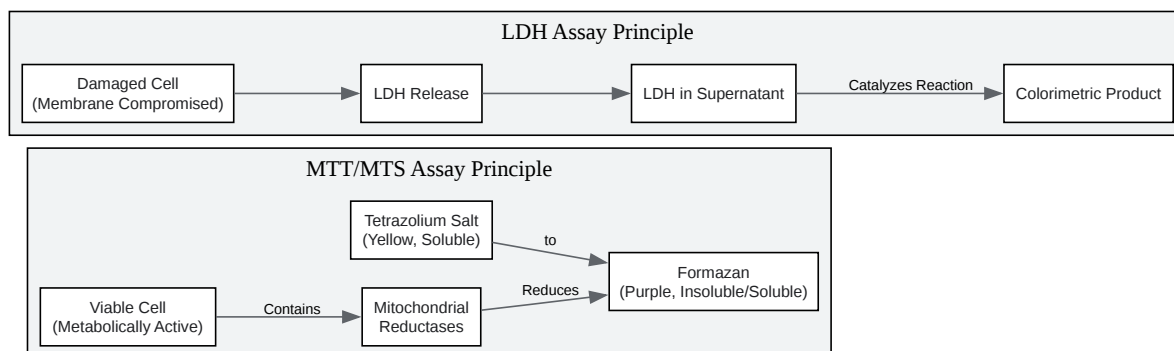 LDH Assay Principle
Damaged Cell
(Membrane Compromised)
LDH Release
LDH in Supernatant
Catalyzes Reaction
Colorimetric Product
MTT/MTS Assay Principle
Tetrazolium Salt
(Yellow, Soluble)
to
Formazan
(Purple, Insoluble/Soluble)
Viable Cell
(Metabolically Active)
Contains
Mitochondrial
Reductases
Reduces